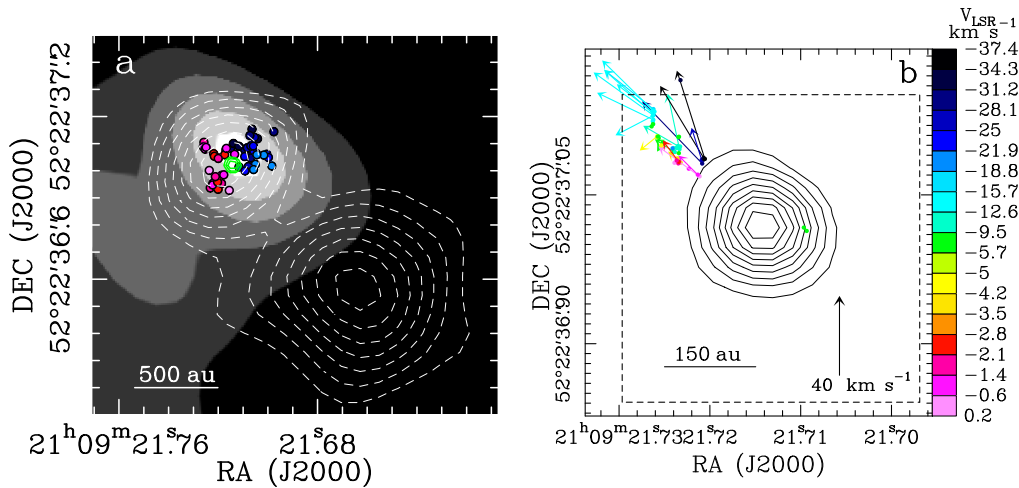 a
DEC (J2000)
52°22'37"2
52°22'36"6
52°22'
500 au
21ʰ09ᵐ21ˢ.76
21ˢ.68
RA (J2000)
b
DEC (J2000)
52°22'37"05
52°22'36"90
150 au
40 km s⁻¹
21ʰ09ᵐ21ˢ.73
21ˢ.72
21ˢ.71
21ˢ.70
RA (J2000)
V_LSR
km s⁻¹
−37.4
−34.3
−31.2
−28.1
−25
−21.9
−18.8
−15.7
−12.6
−9.5
−5.7
−5
−4.2
−3.5
−2.8
−2.1
−1.4
−0.6
0.2